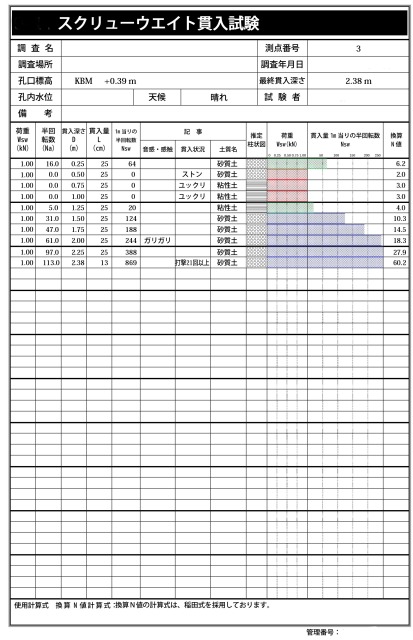 スクリューウエイト貫入試験
調 査 名 測点番号 3
調査場所 調査年月日
孔口標高 KBM +0.39 m 最終貫入深さ 2.38 m
孔内水位 天候 晴れ 試 験 者
備 考
荷重 Wsw (kN) 半回転数 (Na) 貫入深さ D (m) 貫入量 L (cm) 1m 当りの半回転数 Nsw 記 事 音感・感触 貫入状況 土質名 推定柱状図 荷重 Wsw(kN) 貫入量 1m 当りの半回転数 Nsw 換算 N 値
1.00 16.0 0.25 25 64 砂質土 6.2
1.00 0.0 0.50 25 0 ストン 砂質土 2.0
1.00 0.0 0.75 25 0 ユックリ 粘性土 3.0
1.00 0.0 1.00 25 0 ユックリ 粘性土 3.0
1.00 5.0 1.25 25 20 粘性土 4.0
1.00 31.0 1.50 25 124 砂質土 10.3
1.00 47.0 1.75 25 188 砂質土 14.5
1.00 61.0 2.00 25 244 ガリガリ 砂質土 18.3
1.00 97.0 2.25 25 388 砂質土 27.9
1.00 113.0 2.38 13 869 打撃21回以上 砂質土 60.2
使用計算式 換算 N 値計算式:換算N値の計算式は、稲田式を採用しております。
管理番号: